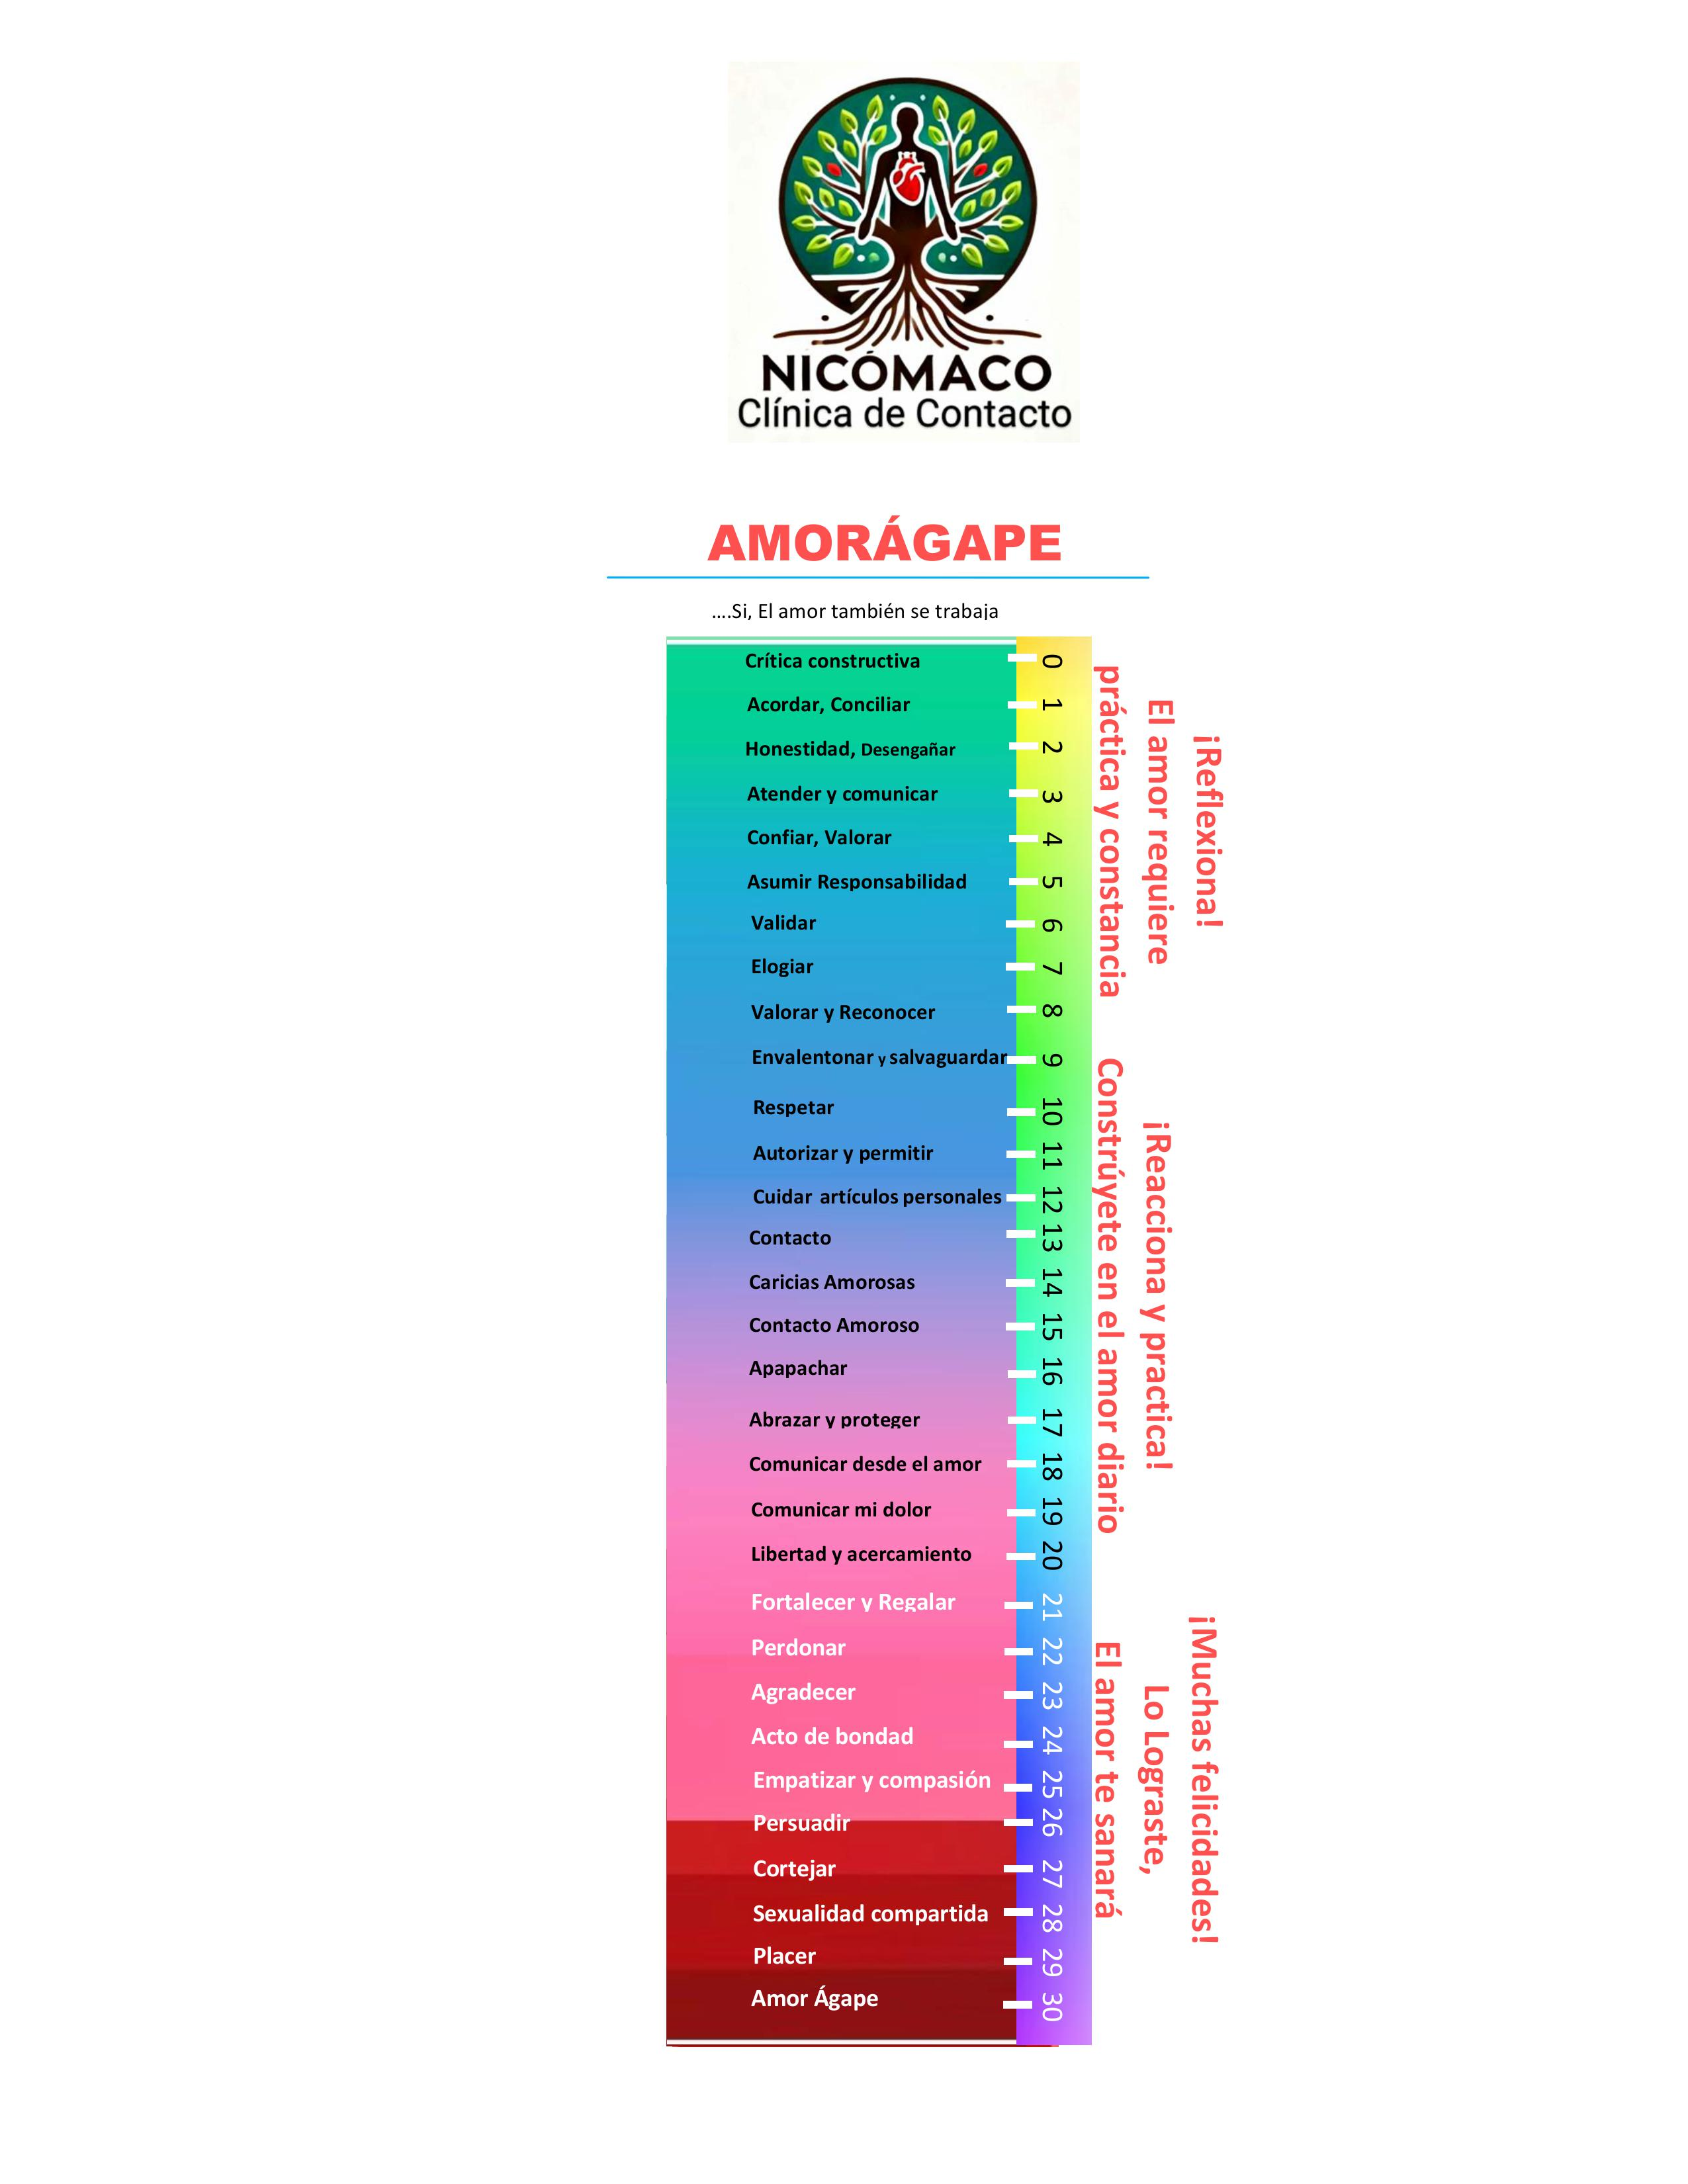 NICÓMACO
Clínica de Contacto
AMORÁGAPE
....Si, El amor también se trabaja
Crítica constructiva 0
Acordar, Conciliar 1
Honestidad, Desengañar 2
Atender y comunicar 3
Confiar, Valorar 4
Asumir Responsabilidad 5
Validar 6
Elogiar 7
Valorar y Reconocer 8
Envalentonar y salvaguardar 9
Respetar 10
Autorizar y permitir 11
Cuidar artículos personales 12
Contacto 13
Caricias Amorosas 14
Contacto Amoroso 15
Apapachar 16
Abrazar y proteger 17
Comunicar desde el amor 18
Comunicar mi dolor 19
Libertad y acercamiento 20
Fortalecer y Regalar 21
Perdonar 22
Agradecer 23
Acto de bondad 24
Empatizar y compasión 25
Persuadir 26
Cortejar 27
Sexualidad compartida 28
Placer 29
Amor Ágape 30
¡Reflexiona!
El amor requiere
práctica y constancia
¡Reacciona y practica!
Constrúyete en el amor diario
¡Muchas felicidades!
Lo Lograste,
El amor te sanará